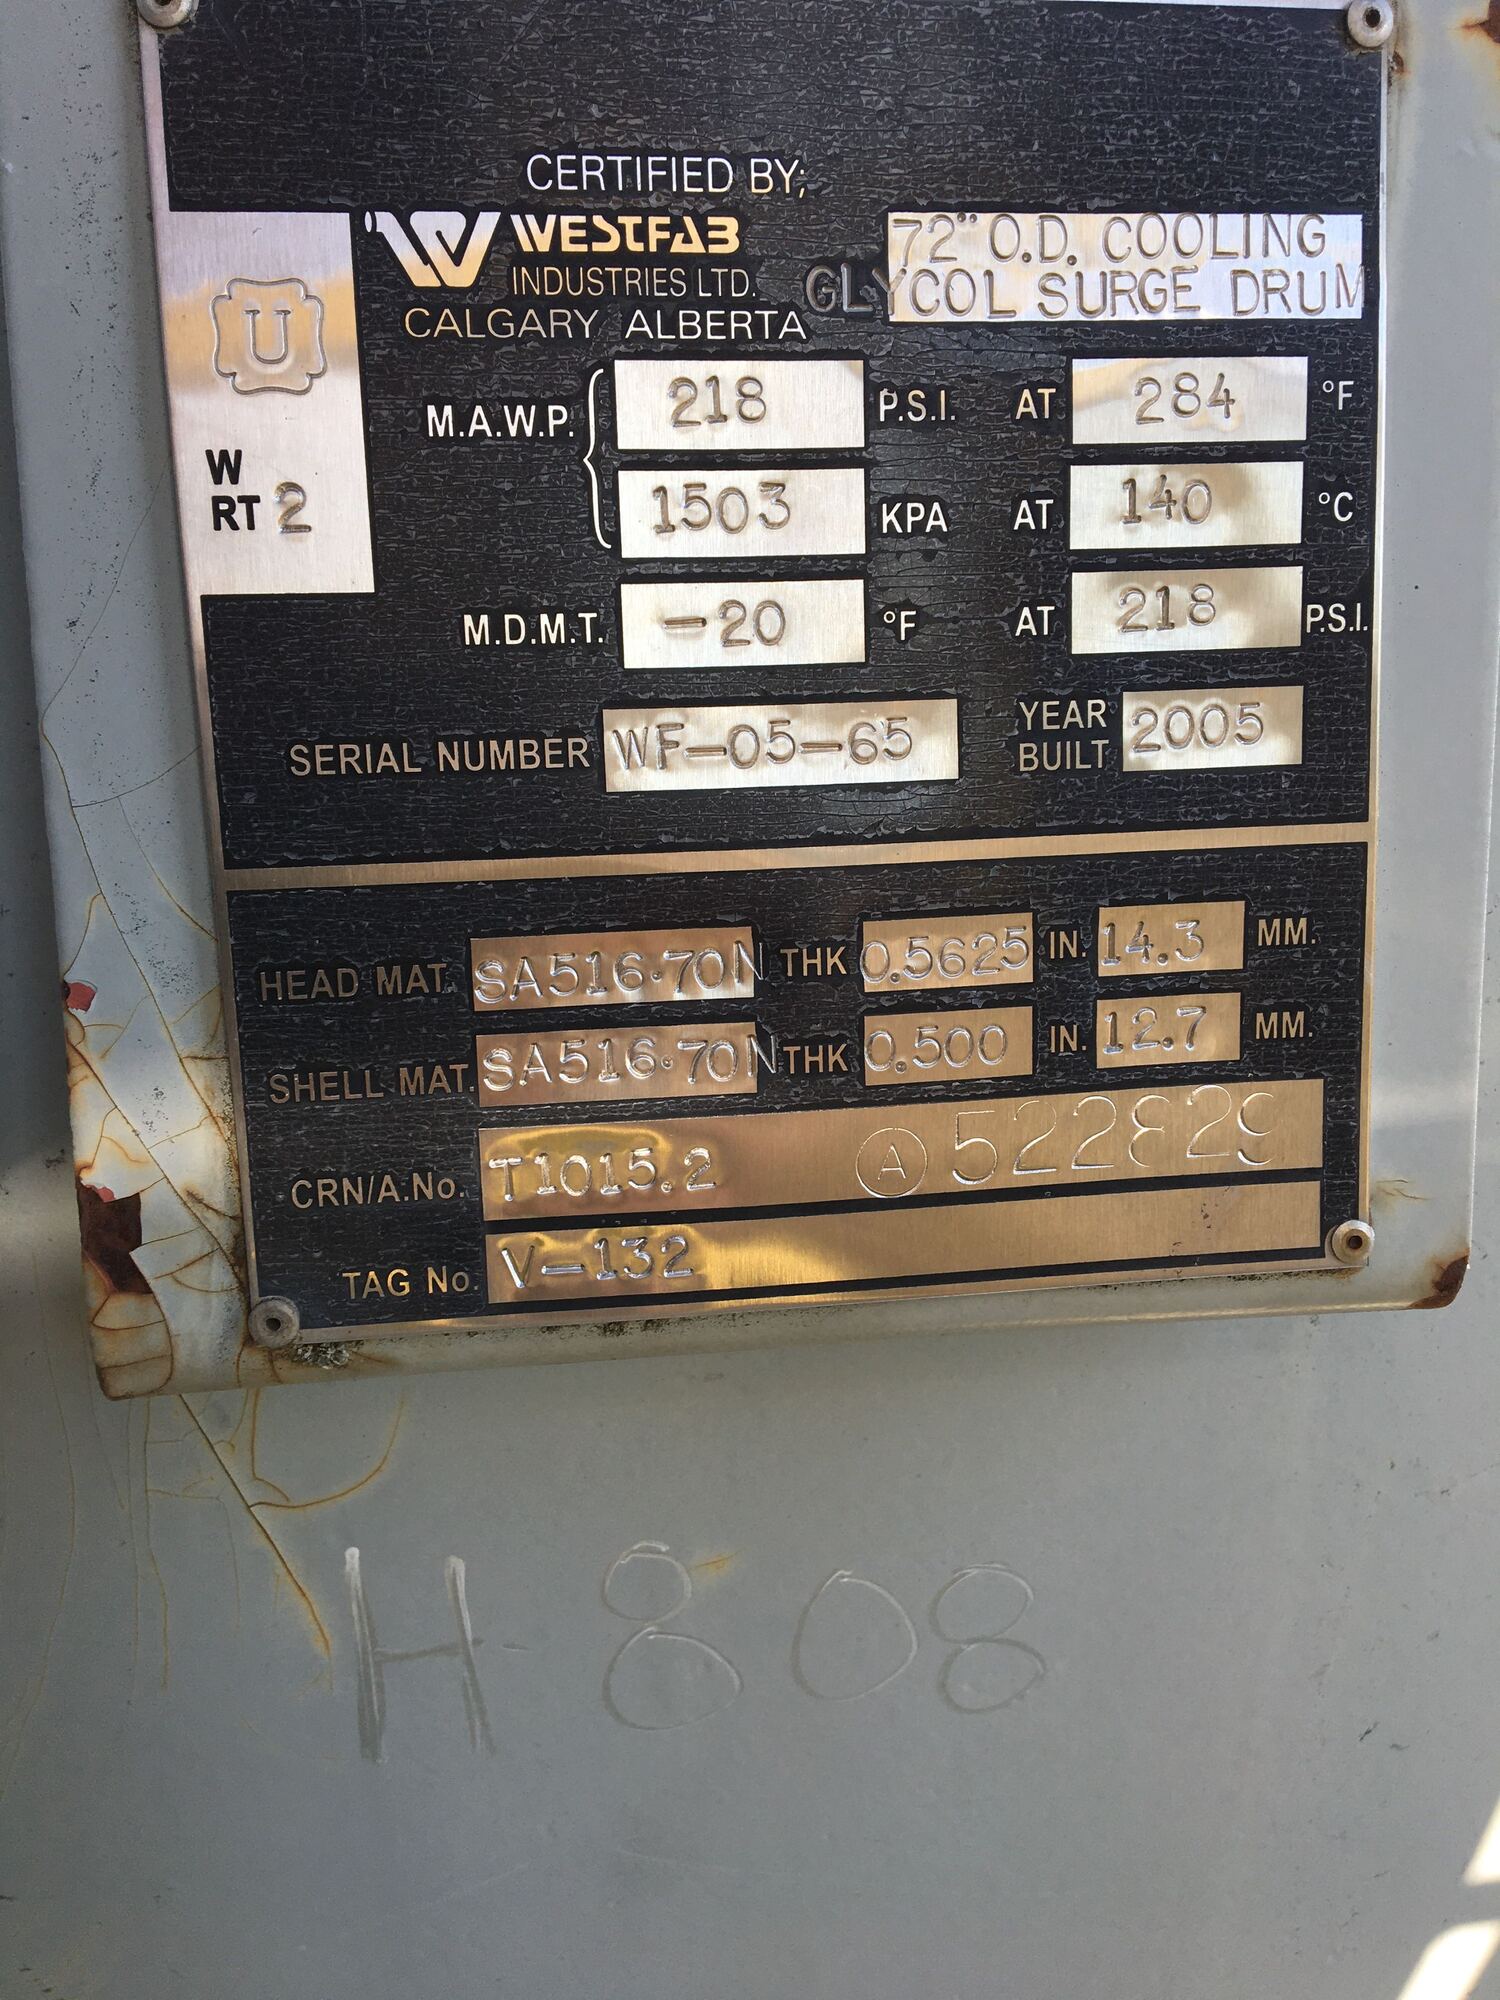 CERTIFIED BY;
WESTFAB
INDUSTRIES LTD.
CALGARY ALBERTA
72" O.D. COOLING
GLYCOL SURGE DRUM
U
W
RT 2
M.A.W.P. 218 P.S.I. AT 284 °F
1503 KPA AT 140 °C
M.D.M.T. -20 °F AT 218 P.S.I.
SERIAL NUMBER WF-05-65 YEAR BUILT 2005
HEAD MAT. SA516·70N THK 0.5625 IN. 14.3 MM.
SHELL MAT. SA516·70N THK 0.500 IN. 12.7 MM.
CRN/A.No. T1015.2 A 522829
TAG No. V-132
H-808